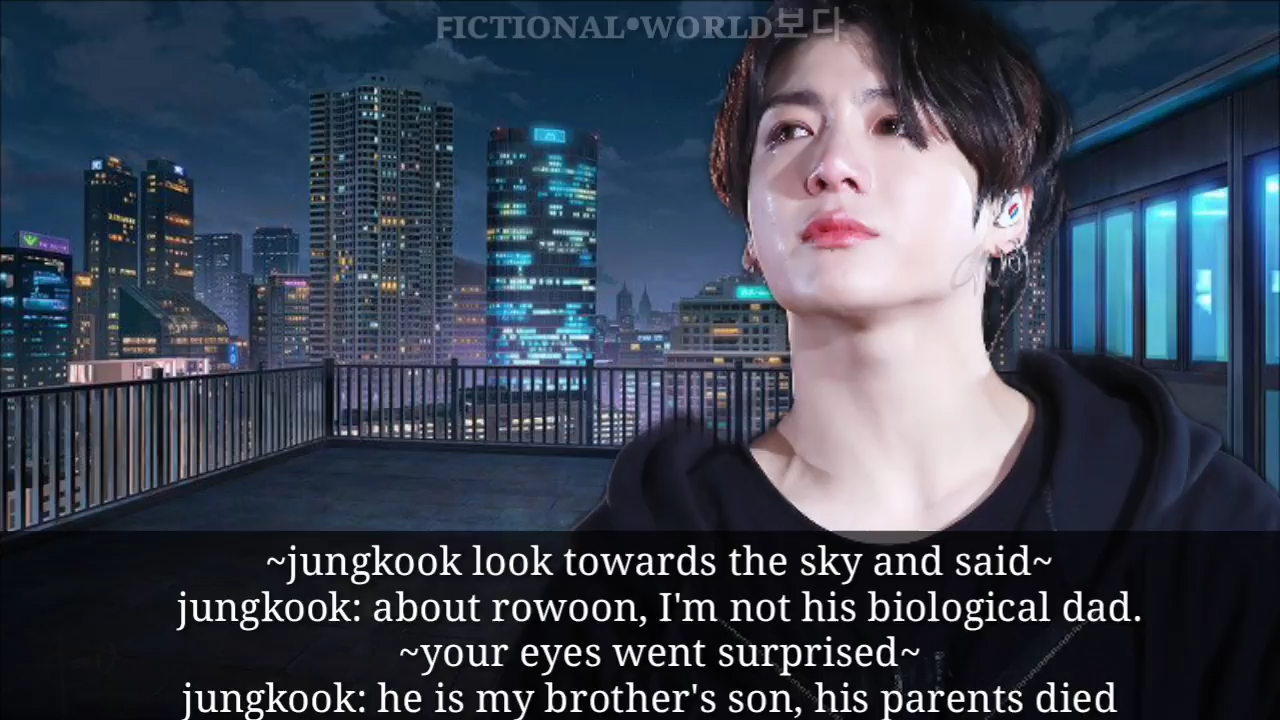 FICTIONAL•WORLD보다
~jungkook look towards the sky and said~
jungkook: about rowoon, I'm not his biological dad.
~your eyes went surprised~
jungkook: he is my brother's son, his parents died